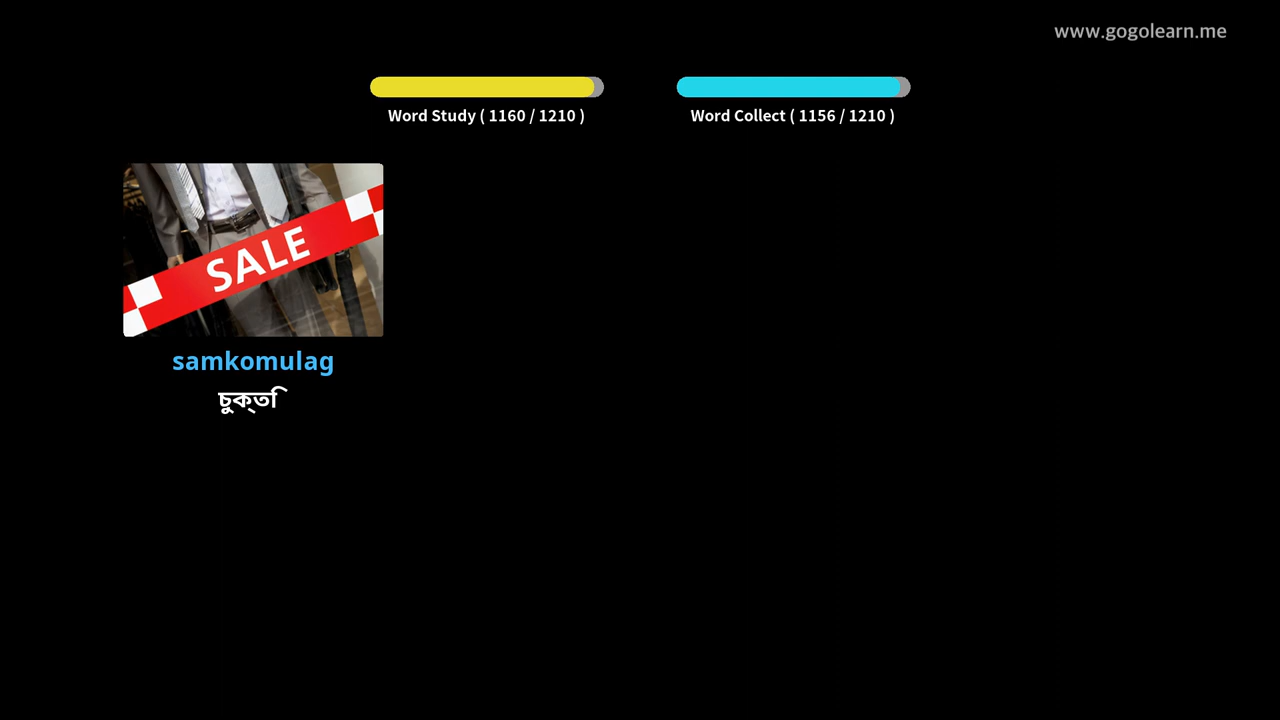 www.gogolearn.me
Word Study ( 1160 / 1210 )
Word Collect ( 1156 / 1210 )
SALE
samkomulag
চুক্তি